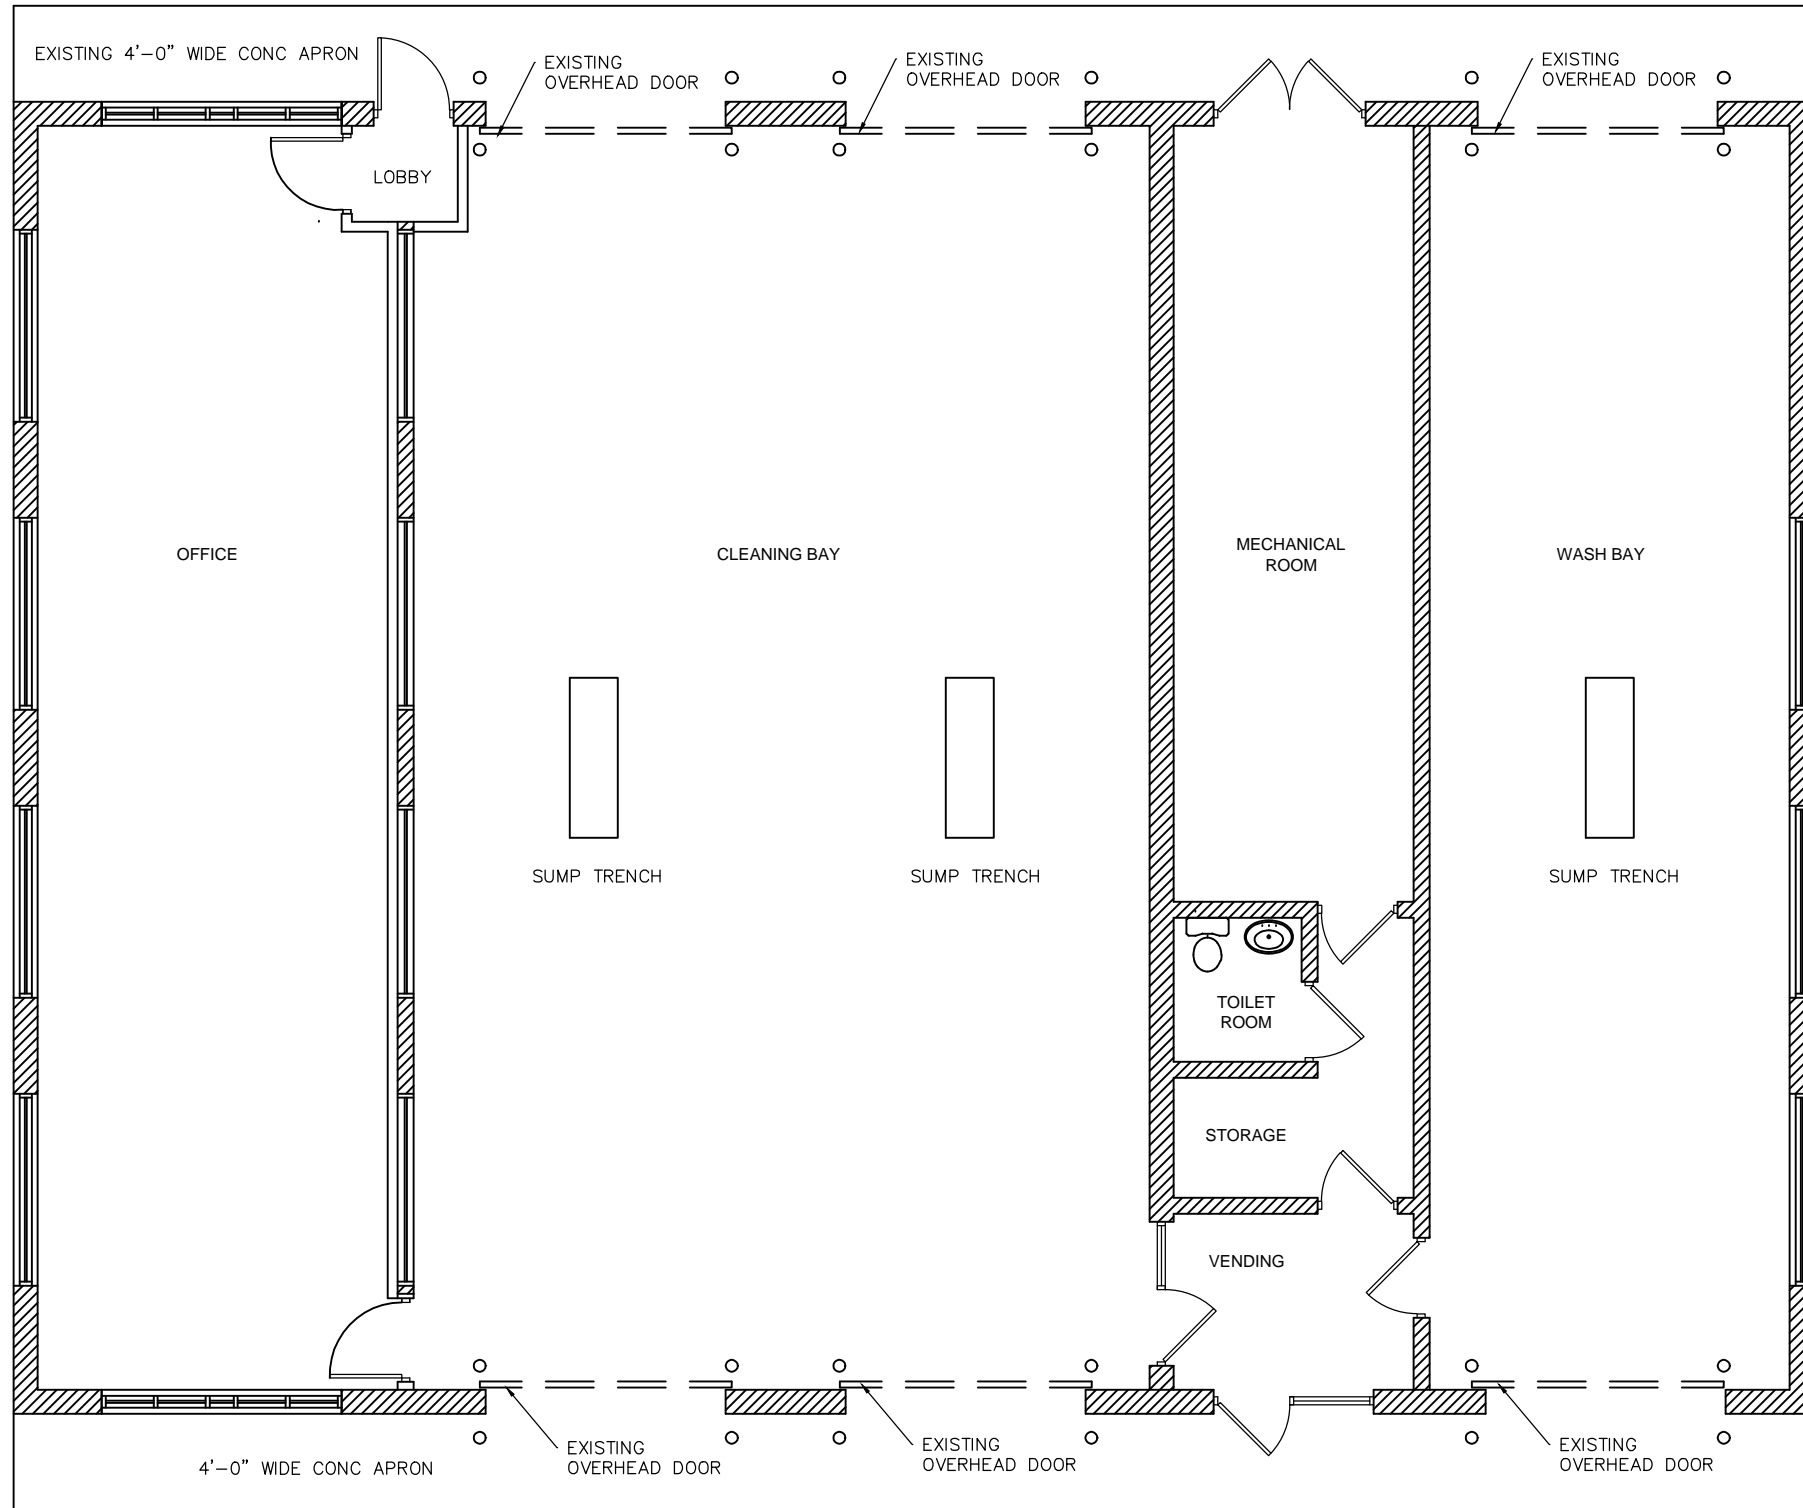 EXISTING 4'-0" WIDE CONC APRON
EXISTING
OVERHEAD DOOR
EXISTING
OVERHEAD DOOR
EXISTING
OVERHEAD DOOR
LOBBY
OFFICE
CLEANING BAY
MECHANICAL
ROOM
WASH BAY
SUMP TRENCH
SUMP TRENCH
SUMP TRENCH
TOILET
ROOM
STORAGE
VENDING
4'-0" WIDE CONC APRON
EXISTING
OVERHEAD DOOR
EXISTING
OVERHEAD DOOR
EXISTING
OVERHEAD DOOR